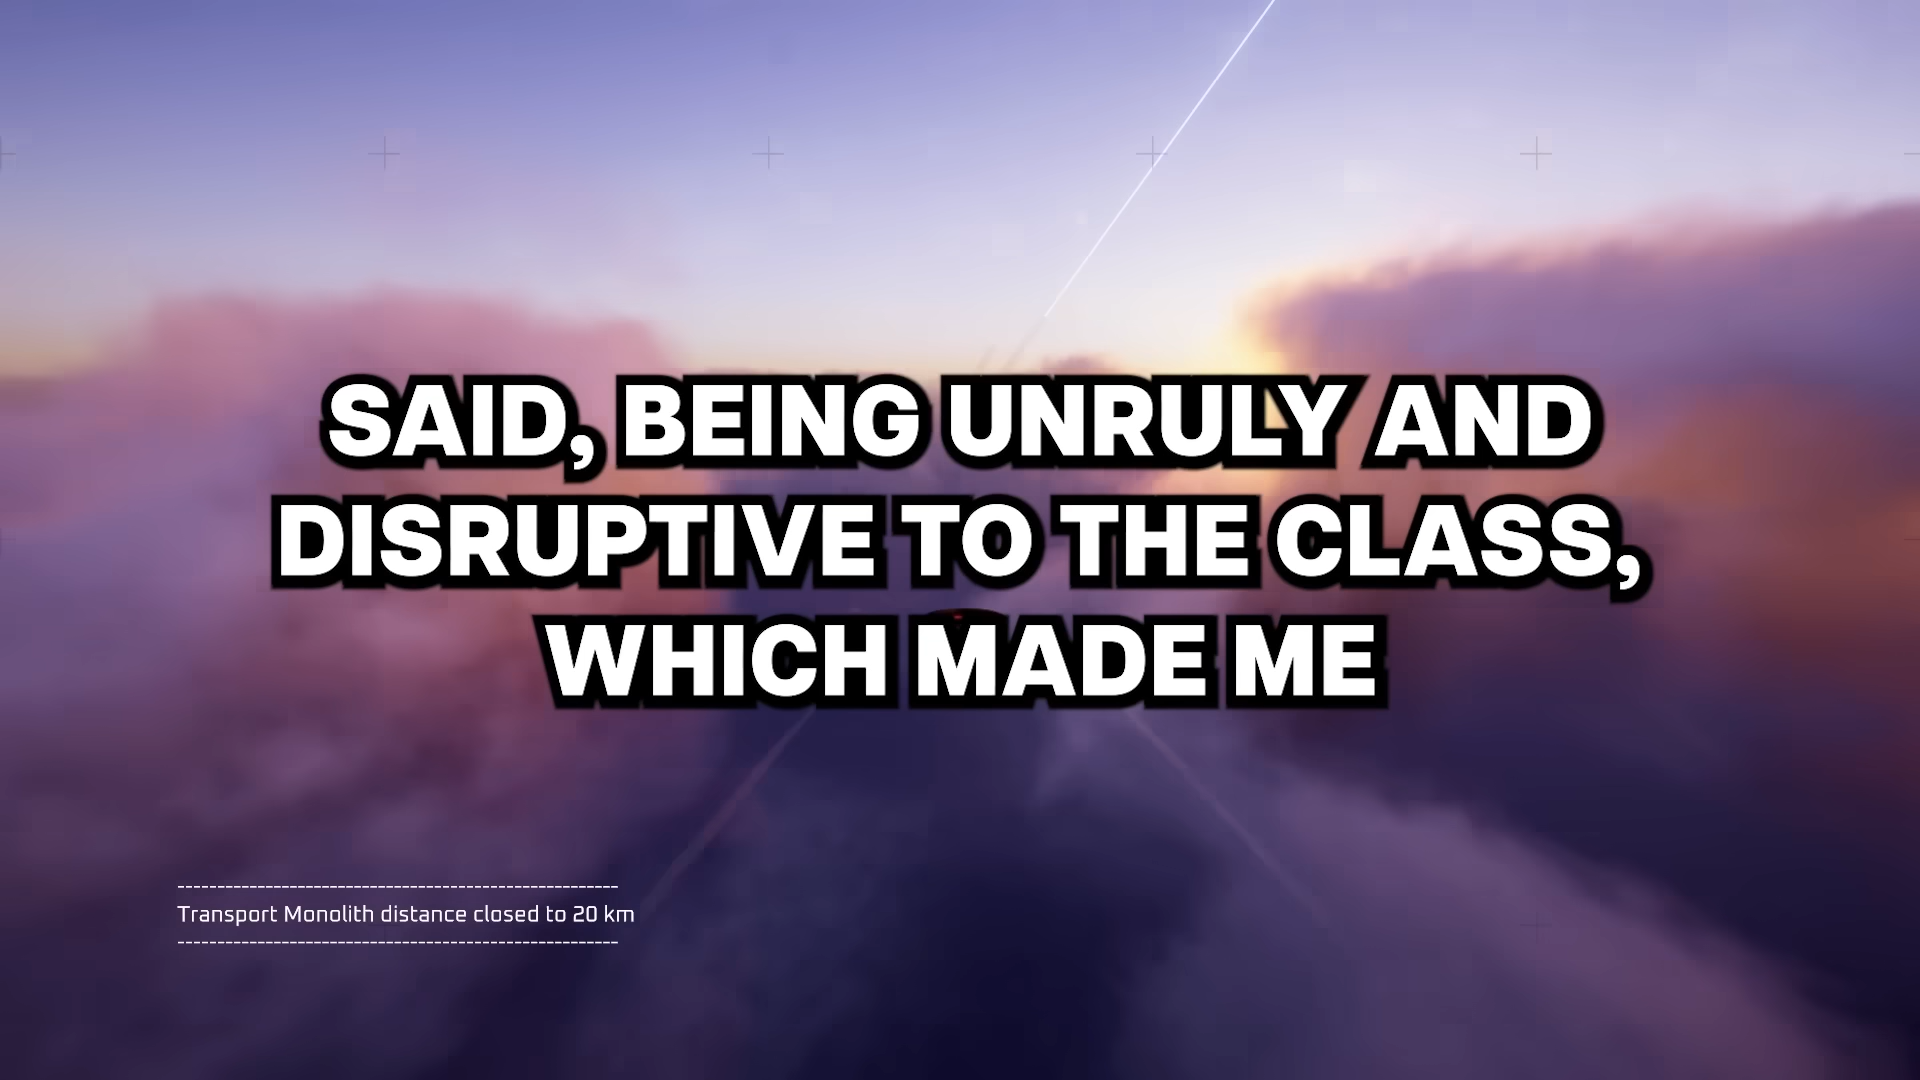 SAID, BEING UNRULY AND
DISRUPTIVE TO THE CLASS,
WHICH MADE ME
-------------------------------------------------------
Transport Monolith distance closed to 20 km
-------------------------------------------------------